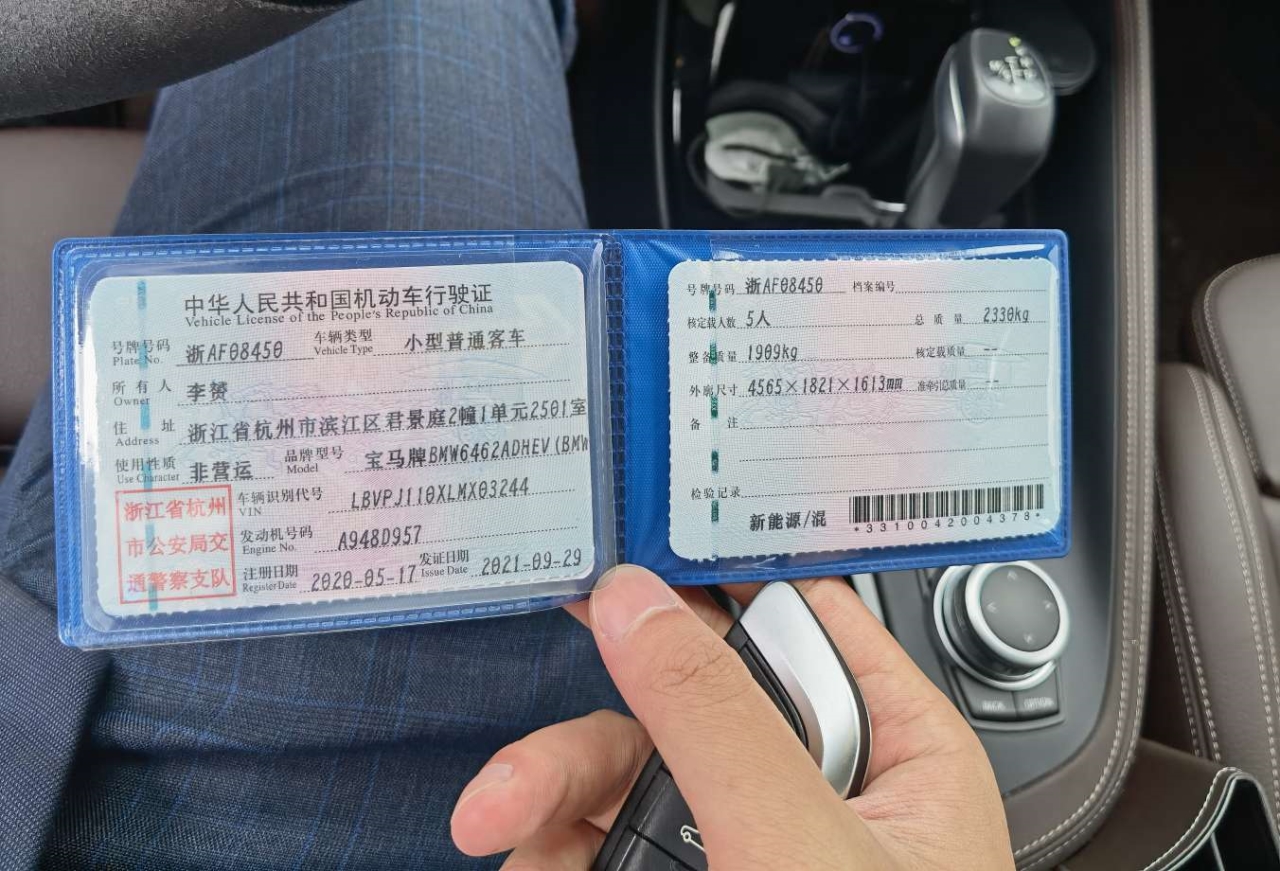 中华人民共和国机动车行驶证
Vehicle License of the People's Republic of China
号牌号码 浙AF08450 车辆类型 小型普通客车
Plate No. Vehicle Type
所有人 李赟
Owner
住址 浙江省杭州市滨江区君景庭2幢1单元2501室
Address
使用性质 非营运 品牌型号 宝马牌BMW6462ADHEV(BMW
Use Character Model
浙江省杭州
市公安局交
通警察支队
车辆识别代号 LBVPJ110XLMX03244
VIN
发动机号码 A948D957
Engine No.
注册日期 2020-05-17 发证日期 2021-09-29
Register Date Issue Date
号牌号码 浙AF08450 档案编号
核定载人数 5人 总质量 2330kg
整备质量 1909kg 核定载质量 --
外廓尺寸 4565×1821×1613mm 准牵引总质量 --
备注
检验记录
新能源/混
*3310042004378*
BACK OPTION